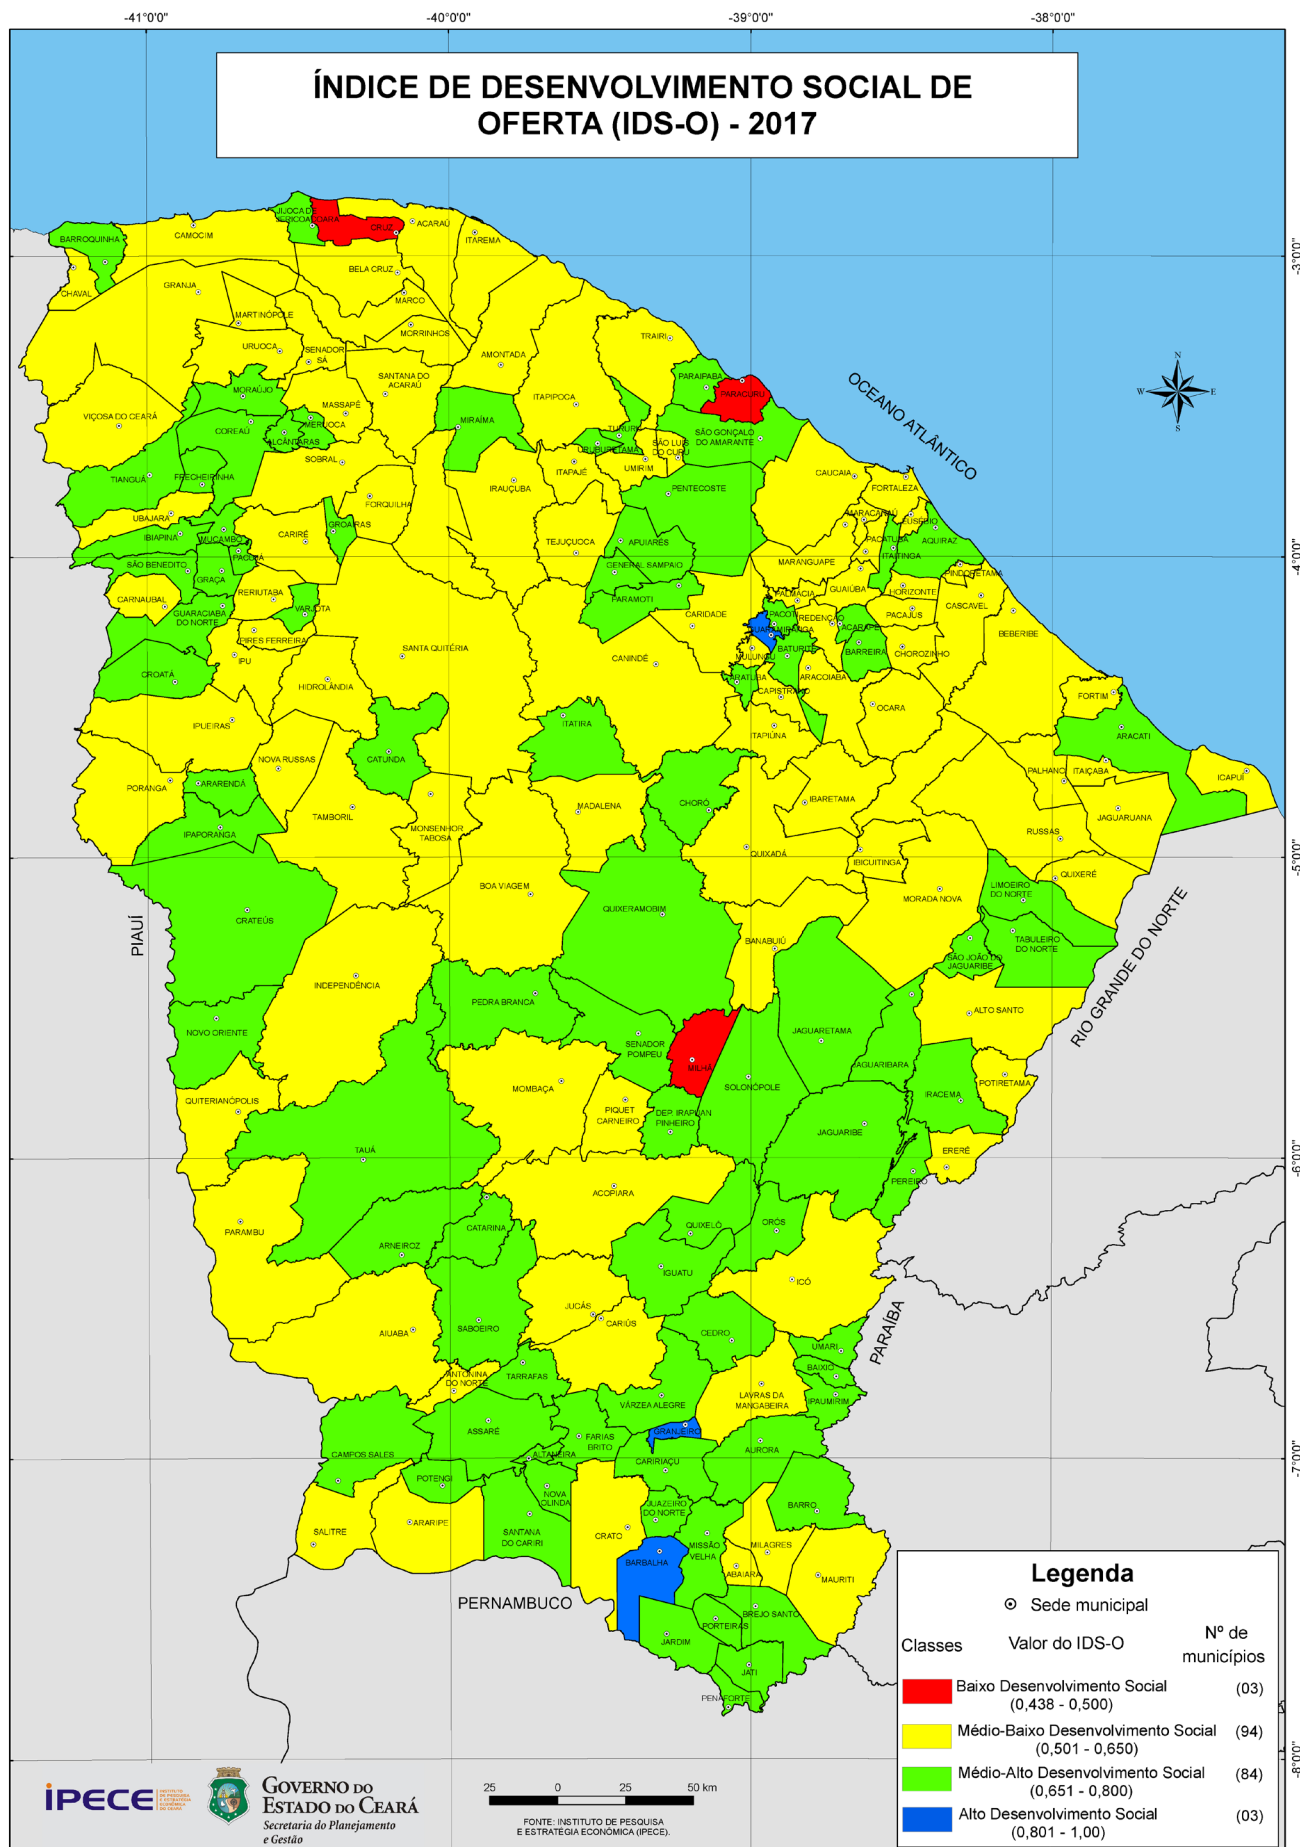 -41°0'0"
-40°0'0"
-39°0'0"
-38°0'0"
ÍNDICE DE DESENVOLVIMENTO SOCIAL DE
OFERTA (IDS-O) - 2017
JIJOCA DE
JERICOACOARA
CRUZ
ACARAÚ
CAMOCIM
BARROQUINHA
ITAREMA
-3°0'0"
CHAVAL
BELA CRUZ
GRANJA
MARCO
MARTINÓPOLE
MORRINHOS
TRAIRI
URUOCA
SENADOR
SÁ
AMONTADA
SANTANA DO
ACARAÚ
PARAIPABA
OCEANO ATLÂNTICO
N
W
E
S
MORAÚJO
PARACURU
ITAPIPOCA
MASSAPÊ
VIÇOSA DO CEARÁ
MERUOCA
MIRAÍMA
COREAÚ
TURURU
SÃO GONÇALO
DO AMARANTE
ALCÂNTARAS
URUBURETAMA
SÃO LUIS
DO CURU
SOBRAL
UMIRIM
ITAPAJÉ
CAUCAIA
TIANGUÁ
FRECHEIRINHA
IRAUÇUBA
PENTECOSTE
FORTALEZA
FORQUILHA
UBAJARA
MARACANAÚ
EUSÉBIO
GROAÍRAS
IBIAPINA
MUCAMBO
CARIRÉ
TEJUÇUOCA
APUIARÉS
PACATUBA
AQUIRAZ
PACUJÁ
ITAITINGA
-4°0'0"
SÃO BENEDITO
GENERAL SAMPAIO
MARANGUAPE
GRAÇA
PINDORETAMA
CARNAUBAL
RERIUTABA
PARAMOTI
PALMÁCIA
GUAIÚBA
HORIZONTE
CASCAVEL
GUARACIABA
DO NORTE
VARJOTA
CARIDADE
PACOTI
REDENÇÃO
PACAJUS
PIRES FERREIRA
GUARAMIRANGA
ACARAPE
BEBERIBE
BATURITÉ
BARREIRA
CHOROZINHO
IPU
SANTA QUITÉRIA
CANINDÉ
MULUNGU
CROATÁ
HIDROLÂNDIA
ARATUBA
ARACOIABA
CAPISTRANO
FORTIM
OCARA
IPUEIRAS
ITATIRA
ITAPIÚNA
ARACATI
CATUNDA
NOVA RUSSAS
PALHANO
ITAIÇABA
ICAPUÍ
PORANGA
ARARENDÁ
CHORÓ
IBARETAMA
MADALENA
TAMBORIL
JAGUARUANA
MONSENHOR
TABOSA
IPAPORANGA
RUSSAS
QUIXADÁ
-5°0'0"
IBICUITINGA
QUIXERÉ
BOA VIAGEM
LIMOEIRO
DO NORTE
MORADA NOVA
QUIXERAMOBIM
CRATEÚS
PIAUÍ
TABULEIRO
DO NORTE
BANABUIÚ
SÃO JOÃO DO
JAGUARIBE
RIO GRANDE DO NORTE
INDEPENDÊNCIA
PEDRA BRANCA
ALTO SANTO
NOVO ORIENTE
JAGUARETAMA
SENADOR
POMPEU
JAGUARIBARA
MILHÃ
POTIRETAMA
SOLONÓPOLE
MOMBAÇA
IRACEMA
QUITERIANÓPOLIS
PIQUET
CARNEIRO
DEP. IRAPUAN
PINHEIRO
JAGUARIBE
TAUÁ
ERERÊ
-6°0'0"
PEREIRO
ACOPIARA
QUIXELÔ
ORÓS
PARAMBU
CATARINA
ARNEIROZ
IGUATU
ICÓ
JUCÁS
CARIÚS
AIUABA
SABOEIRO
CEDRO
PARAÍBA
UMARI
BAIXIO
ANTONINA
DO NORTE
TARRAFAS
LAVRAS DA
MANGABEIRA
IPAUMIRIM
VÁRZEA ALEGRE
ASSARÉ
GRANJEIRO
FARIAS
BRITO
AURORA
CAMPOS SALES
ALTANEIRA
CARIRIAÇU
-7°0'0"
POTENGI
NOVA
OLINDA
JUAZEIRO
DO NORTE
BARRO
ARARIPE
SALITRE
SANTANA
DO CARIRI
CRATO
MISSÃO
VELHA
MILAGRES
BARBALHA
ABAIARA
MAURITI
PERNAMBUCO
BREJO SANTO
PORTEIRAS
JARDIM
JATI
PENAFORTE
-8°0'0"
Legenda
Sede municipal
Classes
Valor do IDS-O
Nº de
municípios
Baixo Desenvolvimento Social
(03)
(0,438 - 0,500)
Médio-Baixo Desenvolvimento Social
(94)
(0,501 - 0,650)
Médio-Alto Desenvolvimento Social
(84)
(0,651 - 0,800)
Alto Desenvolvimento Social
(03)
(0,801 - 1,00)
IPECE
INSTITUTO
DE PESQUISA
E ESTRATÉGIA
ECONÔMICA
DO CEARÁ
GOVERNO DO
ESTADO DO CEARÁ
Secretaria do Planejamento
e Gestão
25
0
25
50 km
FONTE: INSTITUTO DE PESQUISA
E ESTRATÉGIA ECONÔMICA (IPECE).